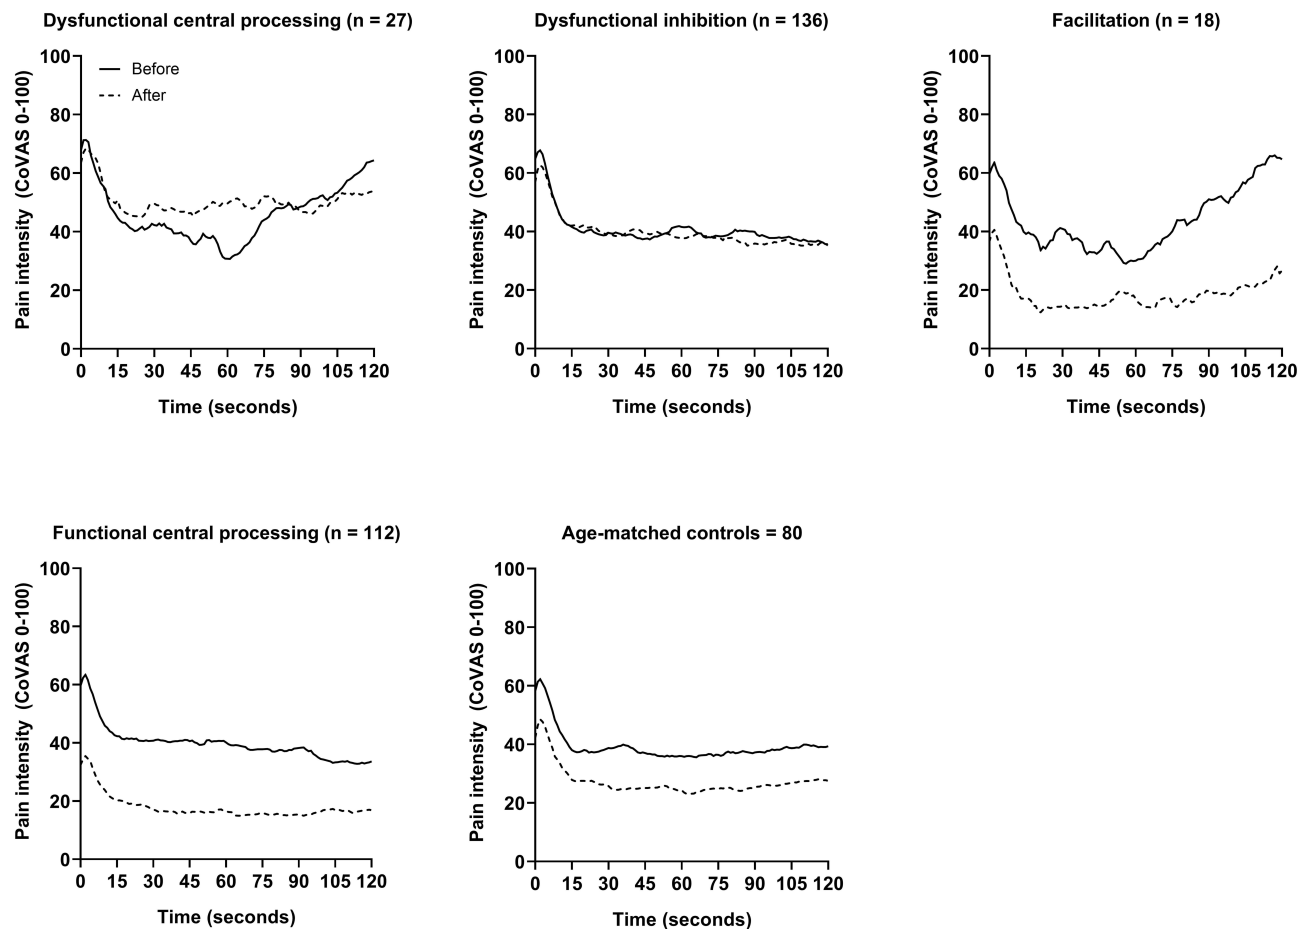 Dysfunctional central processing (n = 27)
Before
After
Pain intensity (CoVAS 0-100)
100
80
60
40
20
0
0 15 30 45 60 75 90 105 120
Time (seconds)
Dysfunctional inhibition (n = 136)
Pain intensity (CoVAS 0-100)
100
80
60
40
20
0
0 15 30 45 60 75 90 105 120
Time (seconds)
Facilitation (n = 18)
Pain intensity (CoVAS 0-100)
100
80
60
40
20
0
0 15 30 45 60 75 90 105 120
Time (seconds)
Functional central processing (n = 112)
Pain intensity (CoVAS 0-100)
100
80
60
40
20
0
0 15 30 45 60 75 90 105 120
Time (seconds)
Age-matched controls = 80
Pain intensity (CoVAS 0-100)
100
80
60
40
20
0
0 15 30 45 60 75 90 105 120
Time (seconds)